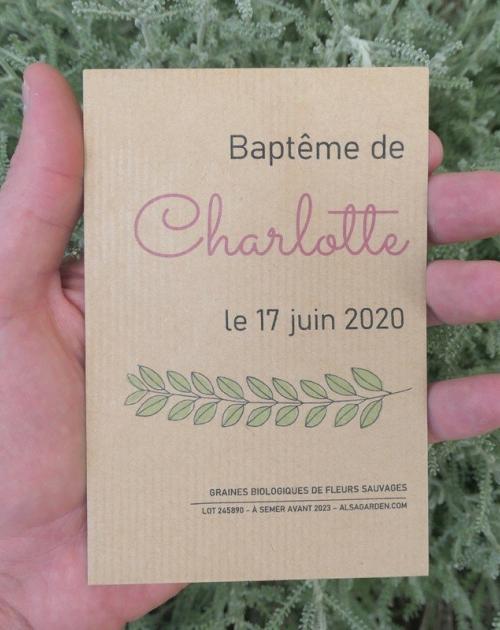 Baptême de
Charlotte
le 17 juin 2020
GRAINES BIOLOGIQUES DE FLEURS SAUVAGES
LOT 245890 - À SEMER AVANT 2023 - ALSAGARDEN.COM